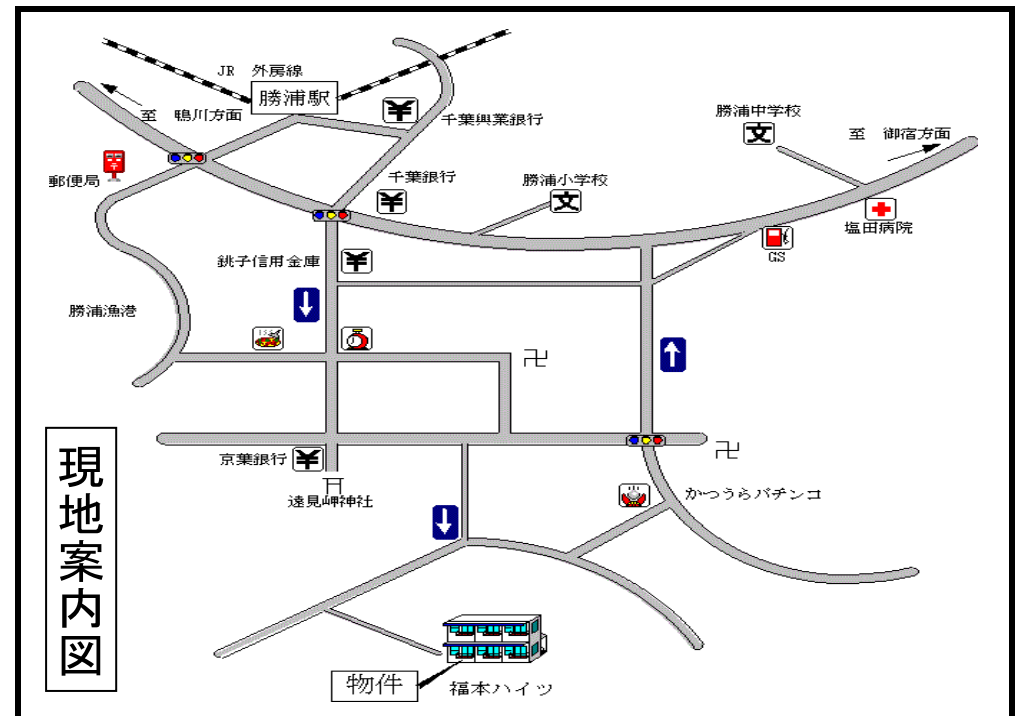 JR 外房線
勝浦駅
至 鴨川方面
千葉興業銀行
勝浦中学校
文
至 御宿方面
郵便局
千葉銀行
勝浦小学校
文
塩田病院
GS
銚子信用金庫
勝浦漁港
卍
京葉銀行
卍
遠見岬神社
かつうらパチンコ
現地案内図
物件
福本ハイツ